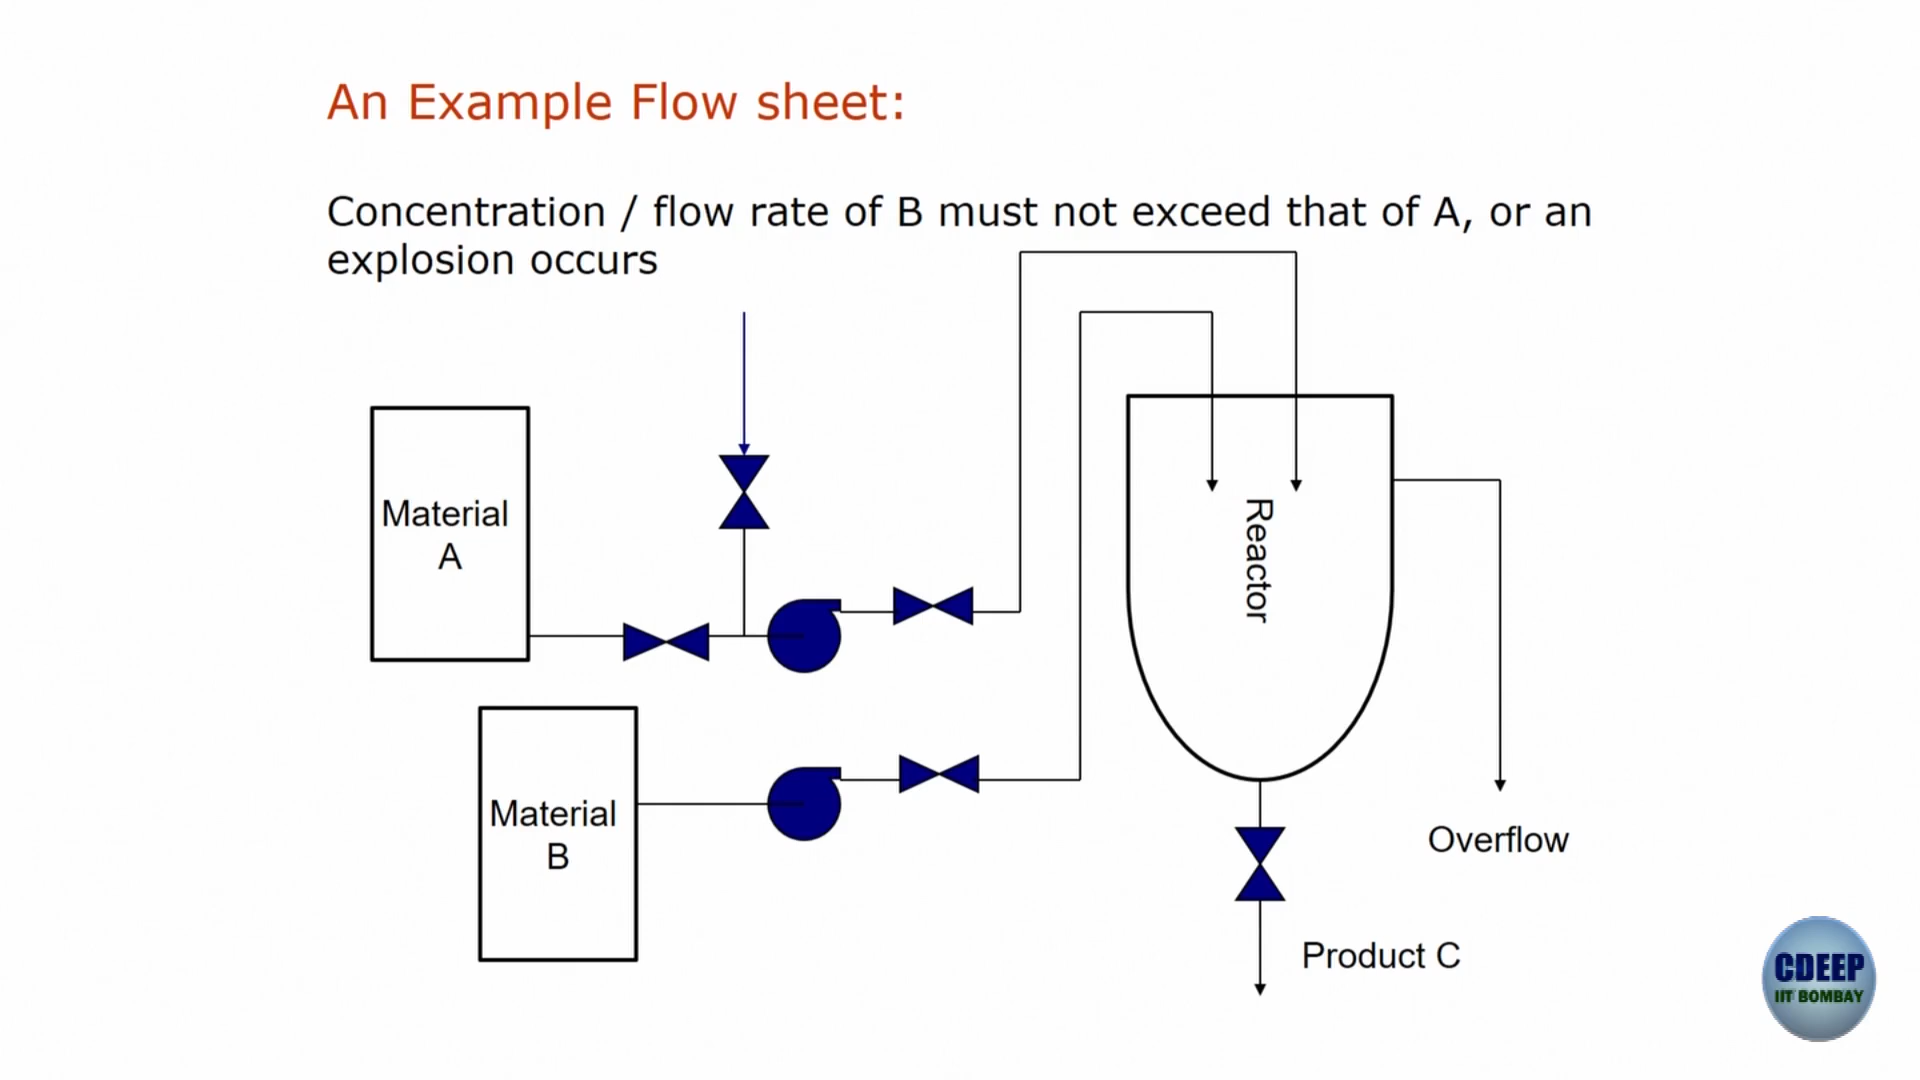 An Example Flow sheet:
Concentration / flow rate of B must not exceed that of A, or an
explosion occurs
Material
A
Reactor
Material
B
Overflow
Product C
CDEEP
IIT BOMBAY